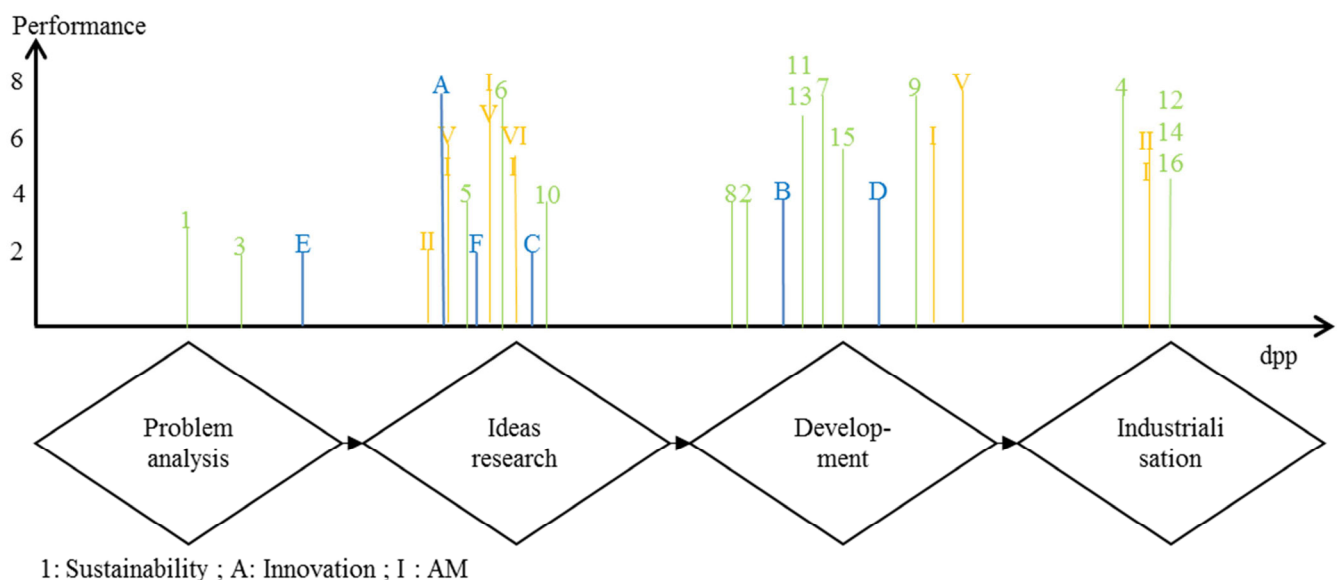 Performance
8
6
4
2
1
3
E
II
A
V
I
5
F
I
V
6
VI
I
C
10
8
2
B
11
13
7
15
D
9
I
V
4
II
I
12
14
16
dpp
Problem
analysis
Ideas
research
Develop-
ment
Industriali
sation
1: Sustainability ; A: Innovation ; I : AM